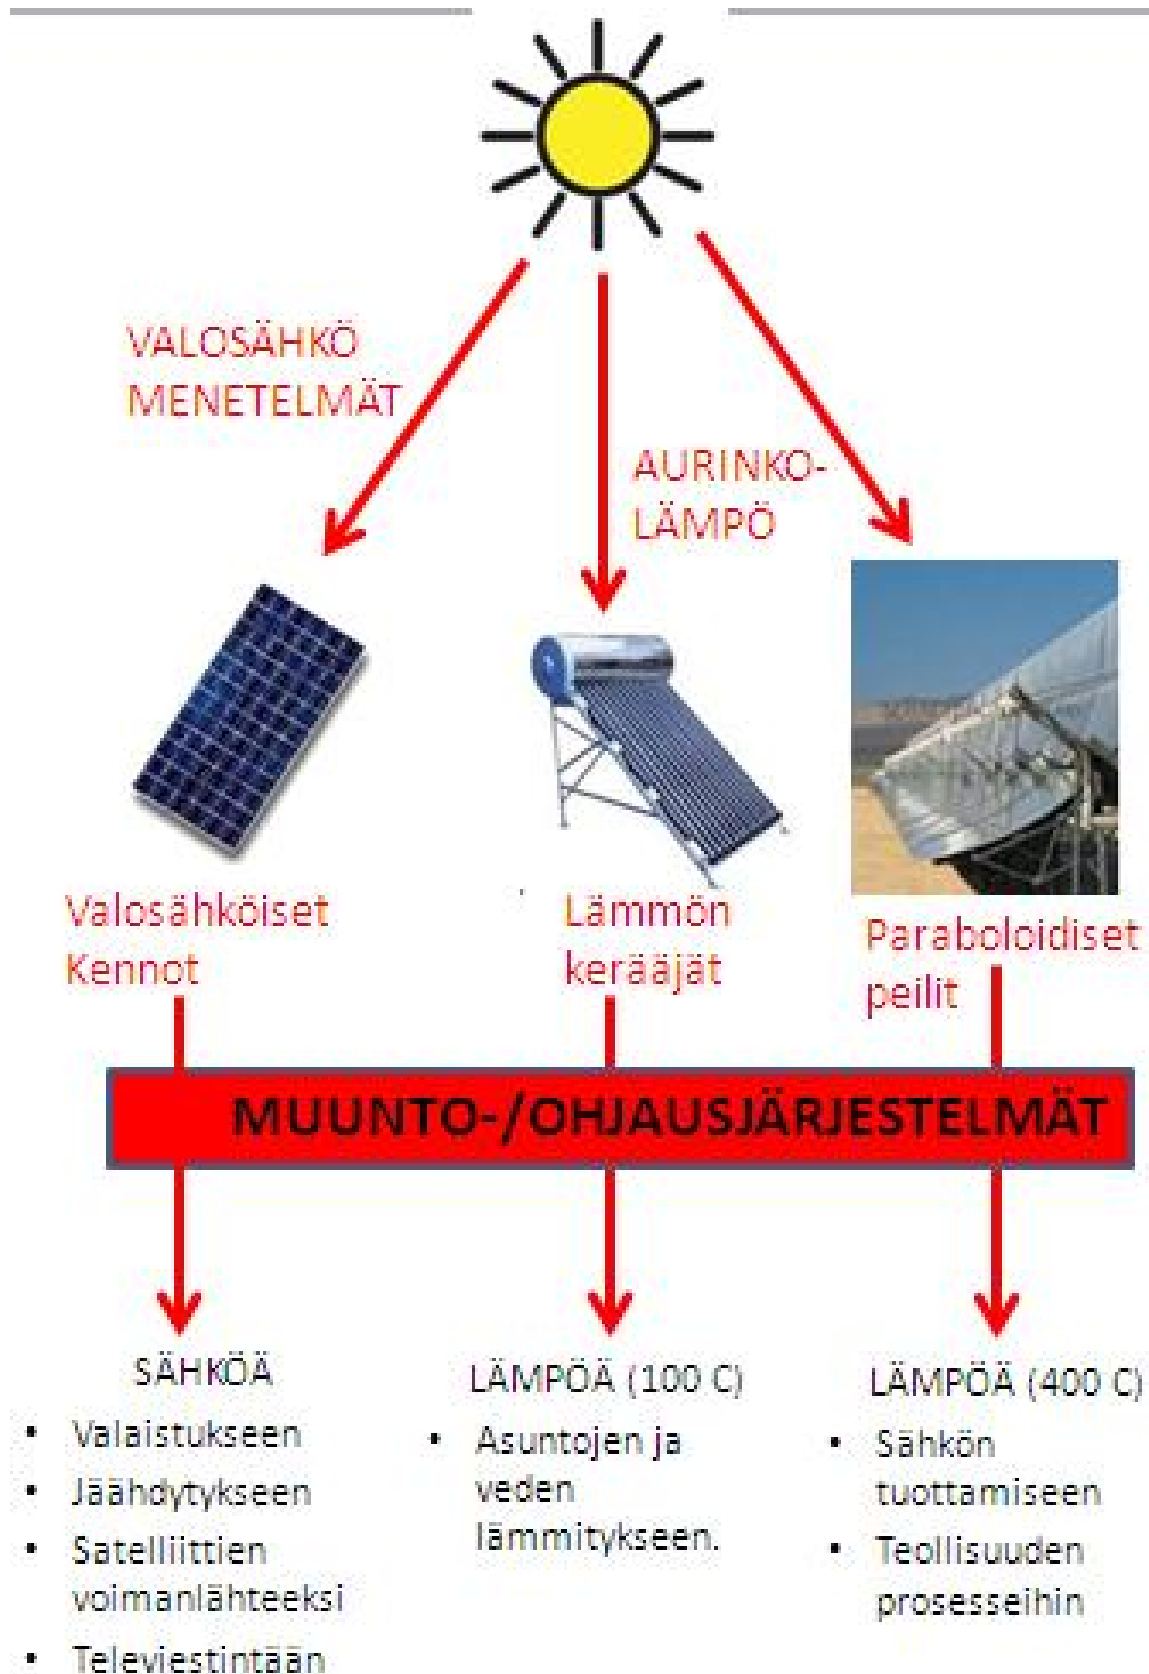 VALOSÄHKÖ
MENETELMÄT
AURINKO-
LÄMPÖ
Valosähköiset
Kennot
Lämmön
kerääjät
Paraboloidiset
peilit
MUUNTO-/OHJAUSJÄRJESTELMÄT
SÄHKÖÄ
• Valaistukseen
• Jäähdytykseen
• Satelliittien
voimanlähteeksi
• Televiestintään
LÄMPÖÄ (100 C)
• Asuntojen ja
veden
lämmitykseen.
LÄMPÖÄ (400 C)
• Sähkön
tuottamiseen
• Teollisuuden
prosesseihin